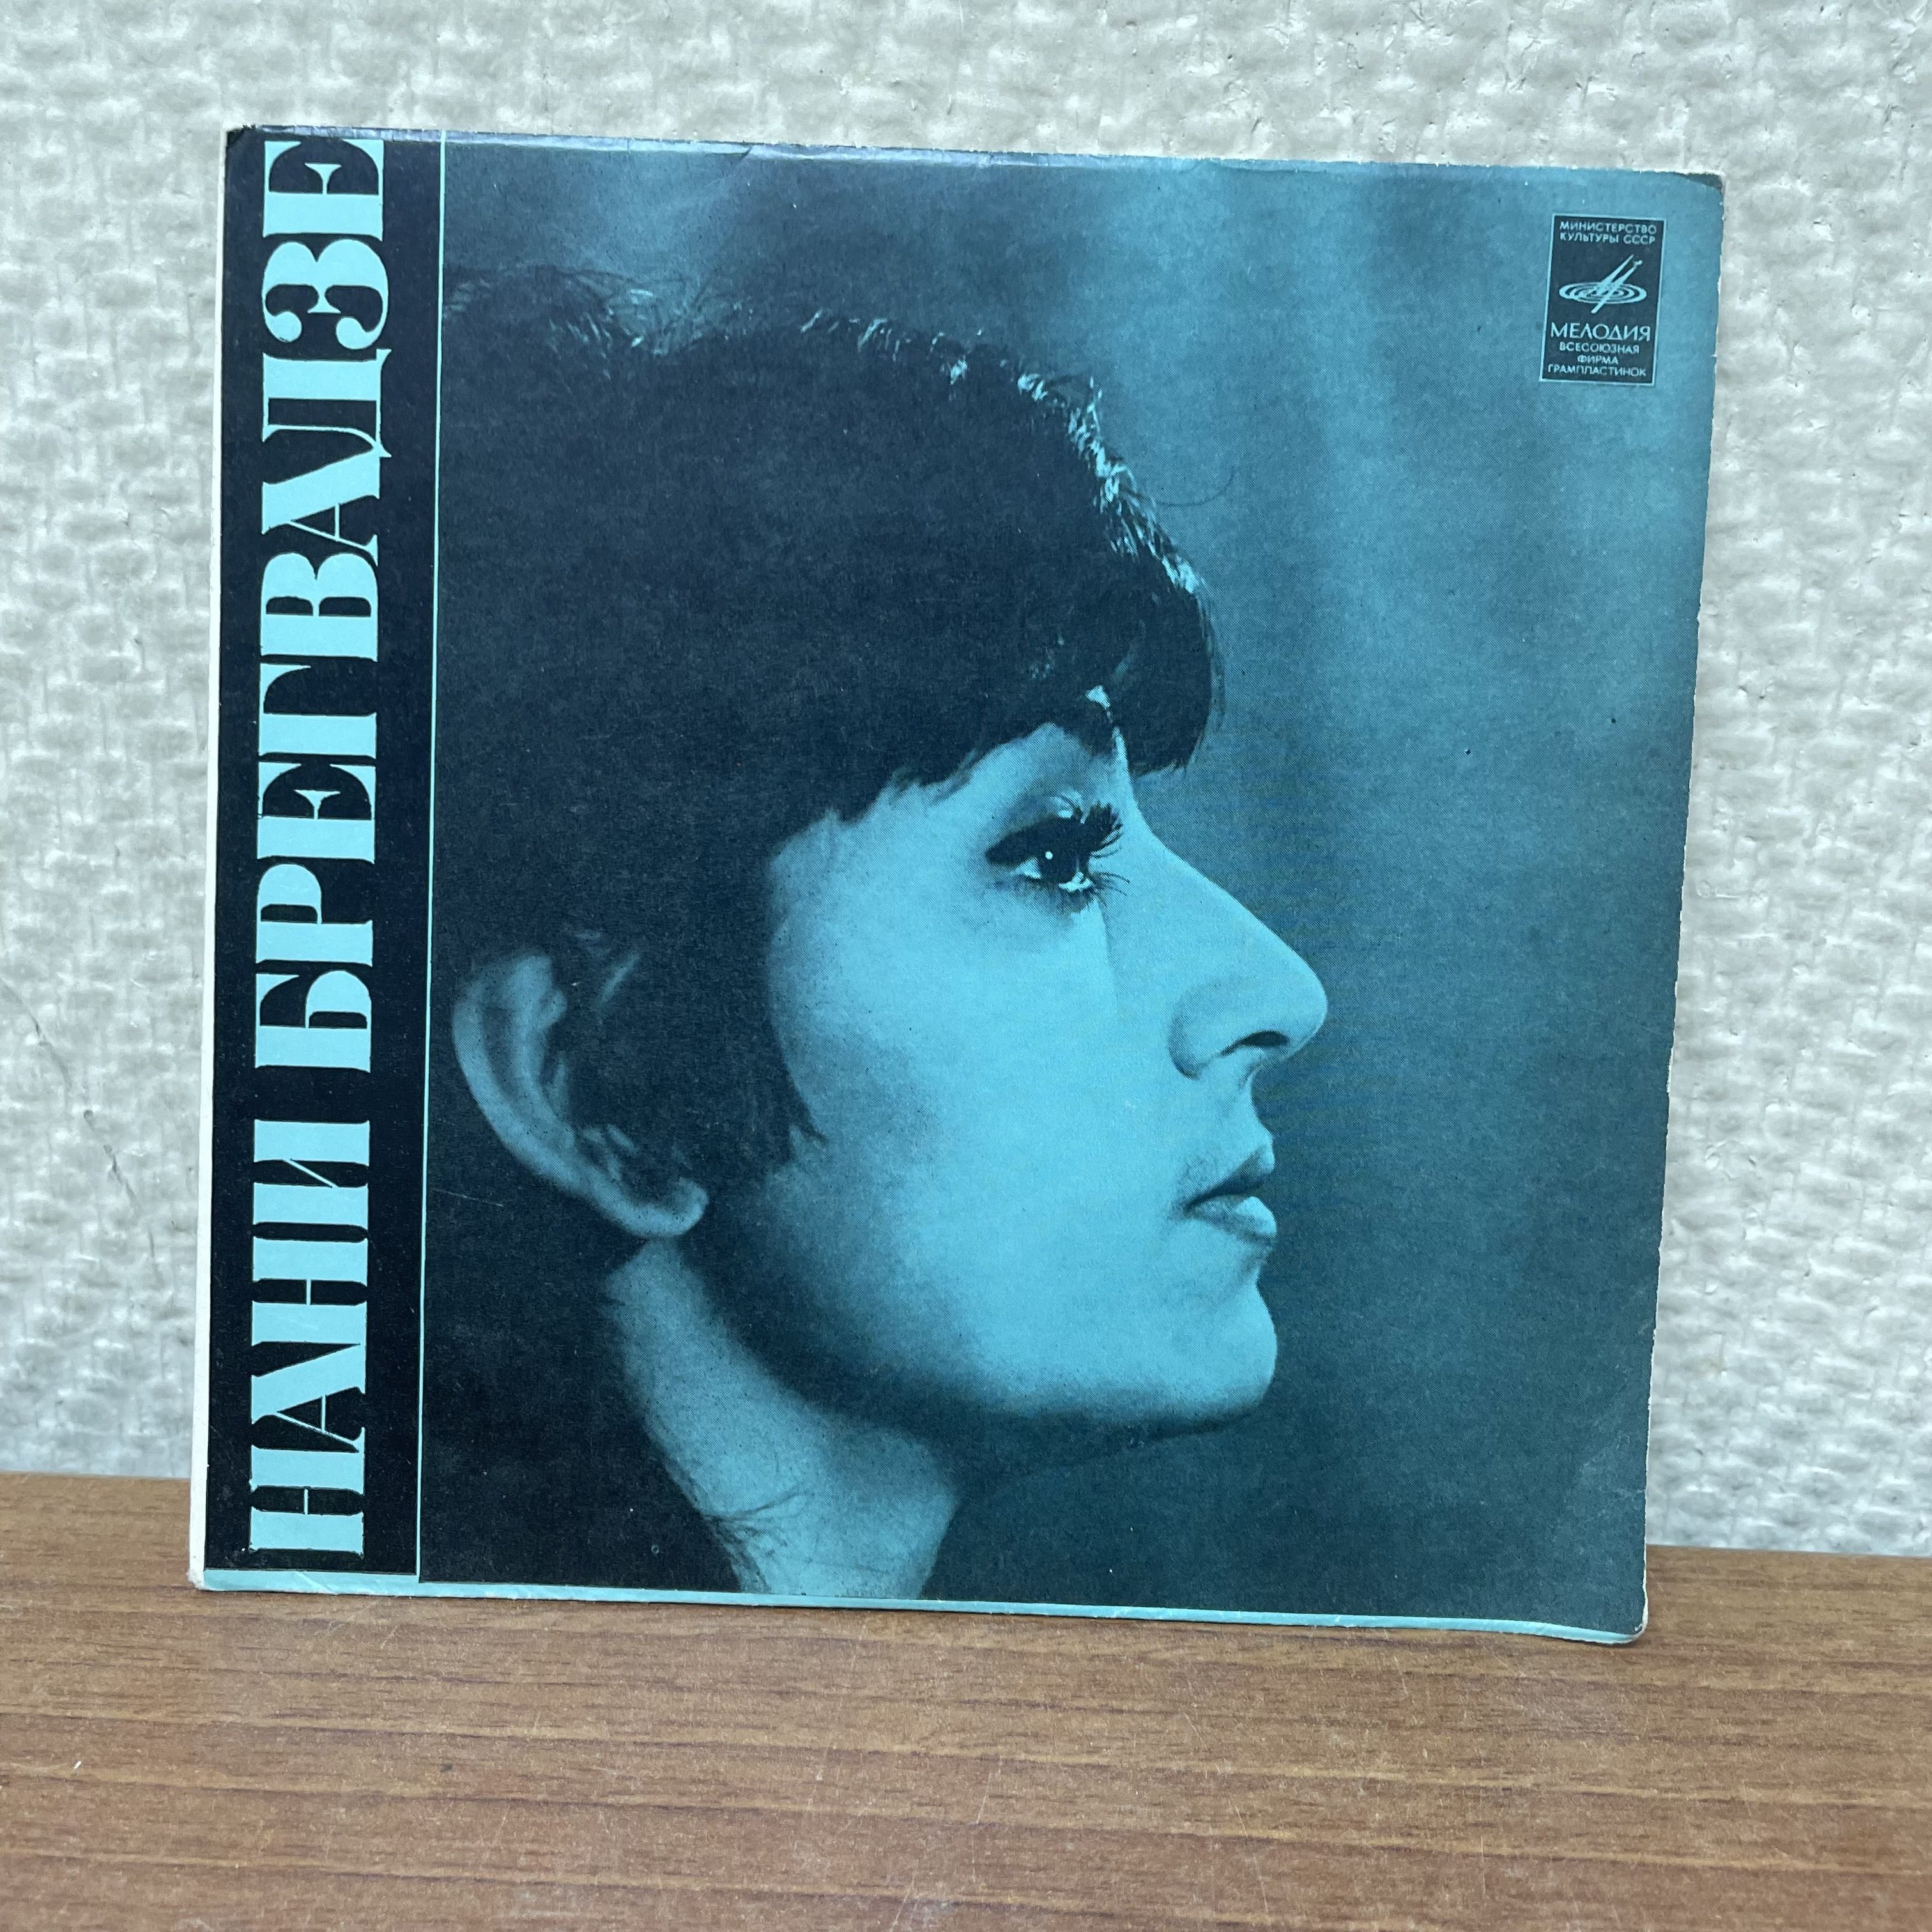 НАНИ БРЕГВАДЗЕ
МИНИСТЕРСТВО
КУЛЬТУРЫ СССР
МЕЛОДИЯ
ВСЕСОЮЗНАЯ
ФИРМА
ГРАМПЛАСТИНОК